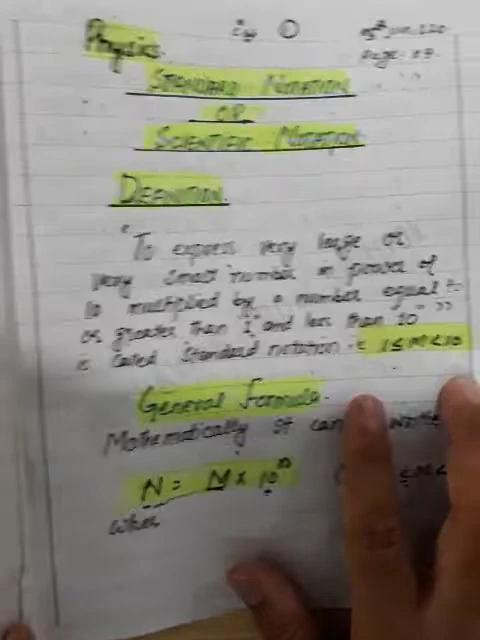 Physics.
STANDARD NOTATION
OR
SCIENTIFIC NOTATION
DEFINITION.
"To express very large or
very small number in power of
10 multiplied by a number equal to
or greater than 1 and less than 10"
is called standard notation = 1≤M<10
General Formula.
Mathematically it can
N = M × 10ⁿ
when